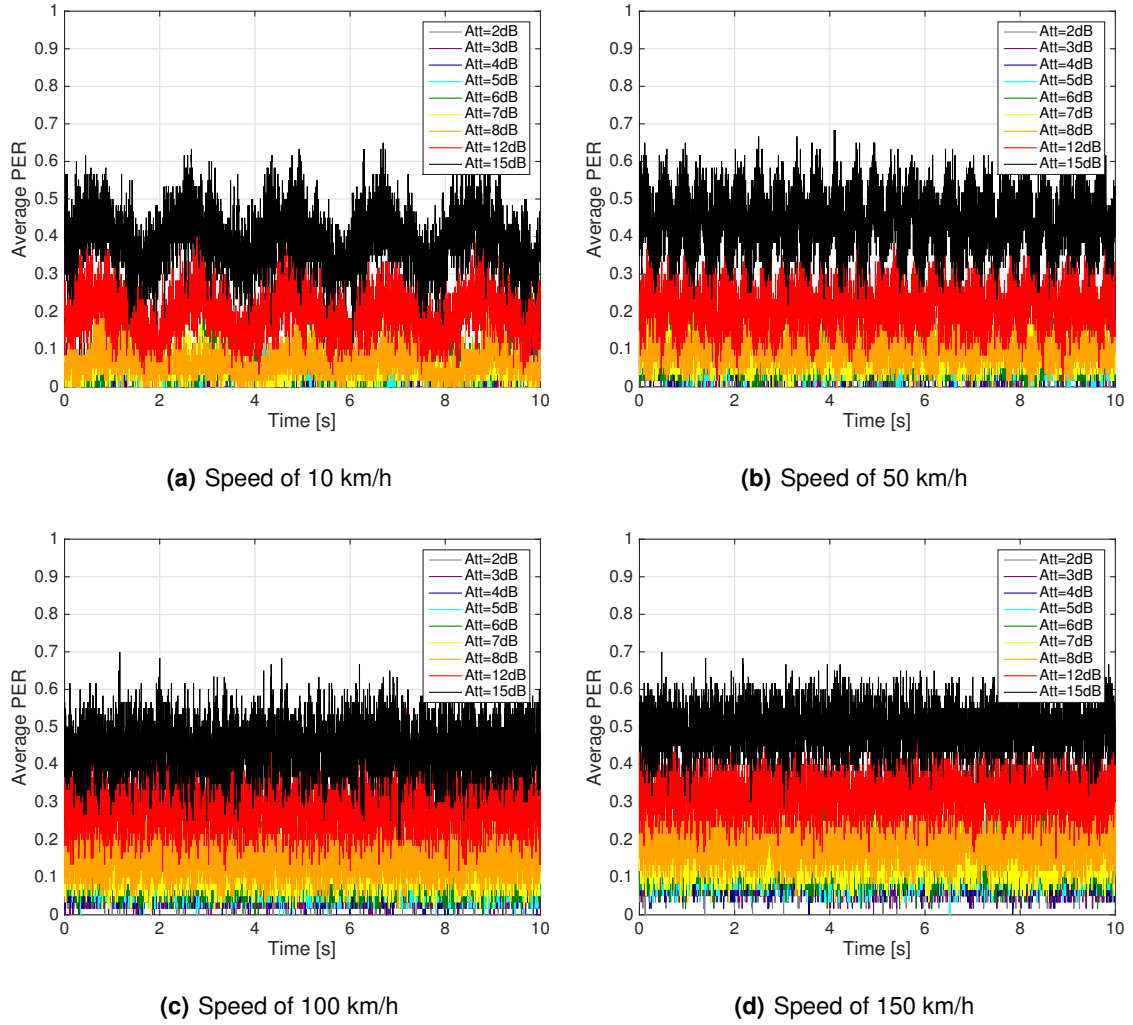 1
0.9
0.8
0.7
0.6
0.5
0.4
0.3
0.2
0.1
0
Average PER
0 2 4 6 8 10
Time [s]
Att=2dB
Att=3dB
Att=4dB
Att=5dB
Att=6dB
Att=7dB
Att=8dB
Att=12dB
Att=15dB
(a) Speed of 10 km/h
1
0.9
0.8
0.7
0.6
0.5
0.4
0.3
0.2
0.1
0
Average PER
0 2 4 6 8 10
Time [s]
Att=2dB
Att=3dB
Att=4dB
Att=5dB
Att=6dB
Att=7dB
Att=8dB
Att=12dB
Att=15dB
(b) Speed of 50 km/h
1
0.9
0.8
0.7
0.6
0.5
0.4
0.3
0.2
0.1
0
Average PER
0 2 4 6 8 10
Time [s]
Att=2dB
Att=3dB
Att=4dB
Att=5dB
Att=6dB
Att=7dB
Att=8dB
Att=12dB
Att=15dB
(c) Speed of 100 km/h
1
0.9
0.8
0.7
0.6
0.5
0.4
0.3
0.2
0.1
0
Average PER
0 2 4 6 8 10
Time [s]
Att=2dB
Att=3dB
Att=4dB
Att=5dB
Att=6dB
Att=7dB
Att=8dB
Att=12dB
Att=15dB
(d) Speed of 150 km/h